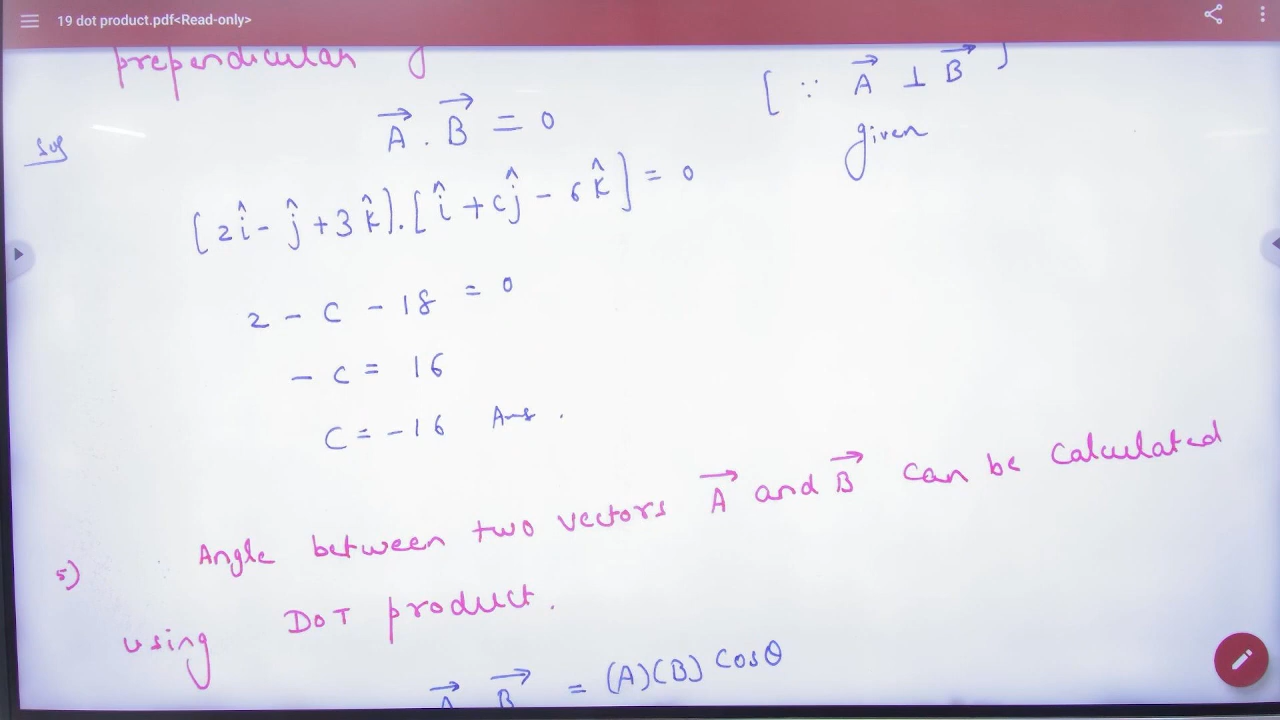 19 dot product.pdf<Read-only>
prependicular
[ ∵ A⃗ ⊥ B⃗ ]
given
Sol
A⃗ . B⃗ = 0
[2î - ĵ + 3k̂].[î + cĵ - 6k̂] = 0
2 - C - 18 = 0
- C = 16
C = -16 Ans .
5) Angle between two vectors A⃗ and B⃗ can be calculated
using DOT product.
A⃗ B⃗ = (A)(B) Cosθ